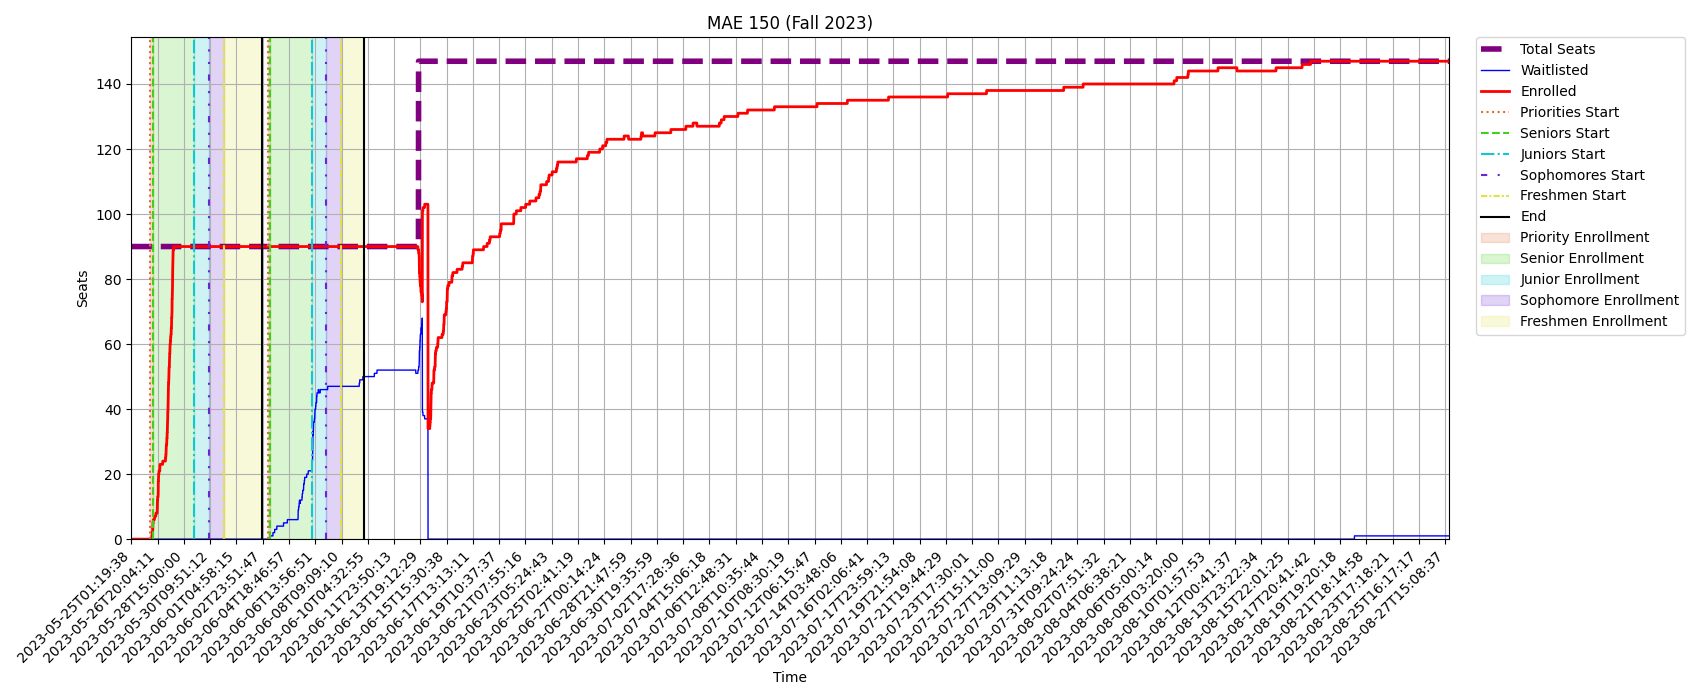 MAE 150 (Fall 2023)
Seats
140
120
100
80
60
40
20
0
2023-05-25T01:19:38
2023-05-26T20:04:11
2023-05-28T15:00:00
2023-05-30T09:51:12
2023-06-01T04:58:15
2023-06-02T23:51:47
2023-06-04T18:46:57
2023-06-06T13:56:51
2023-06-08T09:09:10
2023-06-10T04:32:55
2023-06-11T23:50:13
2023-06-13T19:12:29
2023-06-15T15:30:38
2023-06-17T13:13:11
2023-06-19T10:37:37
2023-06-21T07:55:16
2023-06-23T05:24:43
2023-06-25T02:41:19
2023-06-27T00:14:24
2023-06-28T21:47:59
2023-06-30T19:35:59
2023-07-02T17:28:36
2023-07-04T15:06:18
2023-07-06T12:48:31
2023-07-08T10:35:44
2023-07-10T08:30:19
2023-07-12T06:15:47
2023-07-14T03:48:06
2023-07-16T02:06:41
2023-07-17T23:59:13
2023-07-19T21:54:08
2023-07-21T19:44:29
2023-07-23T17:30:01
2023-07-25T15:11:00
2023-07-27T13:09:29
2023-07-29T11:13:18
2023-07-31T09:24:24
2023-08-02T07:51:32
2023-08-04T06:38:21
2023-08-06T05:00:14
2023-08-08T03:20:00
2023-08-10T01:57:53
2023-08-12T00:41:37
2023-08-13T23:22:34
2023-08-15T22:01:25
2023-08-17T20:41:42
2023-08-19T19:20:18
2023-08-21T18:14:58
2023-08-23T17:18:21
2023-08-25T16:17:17
2023-08-27T15:08:37
Time
Total Seats
Waitlisted
Enrolled
Priorities Start
Seniors Start
Juniors Start
Sophomores Start
Freshmen Start
End
Priority Enrollment
Senior Enrollment
Junior Enrollment
Sophomore Enrollment
Freshmen Enrollment